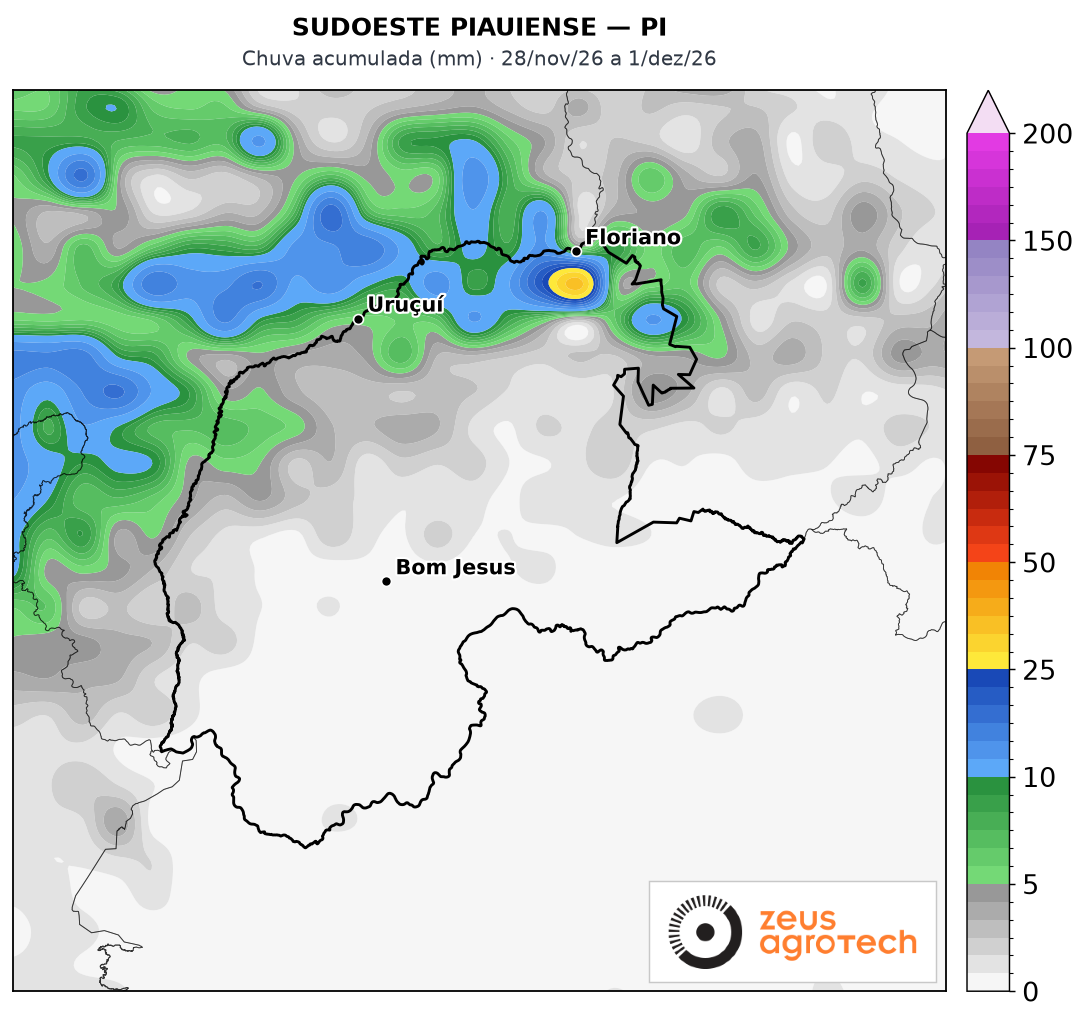 SUDOESTE PIAUIENSE — PI
Chuva acumulada (mm) · 28/nov/26 a 1/dez/26
200
150
100
75
50
25
10
5
0
Floriano
Uruçuí
Bom Jesus
zeus
agrotech